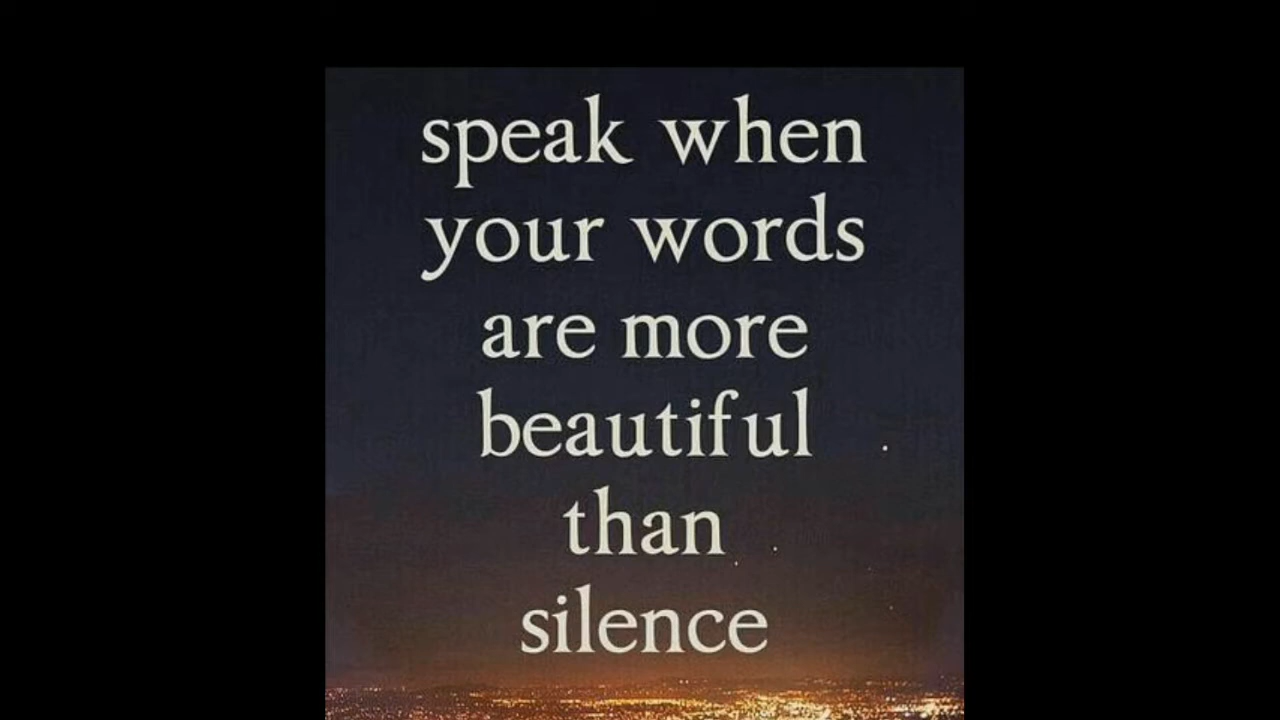 speak when
your words
are more
beautiful
than
silence